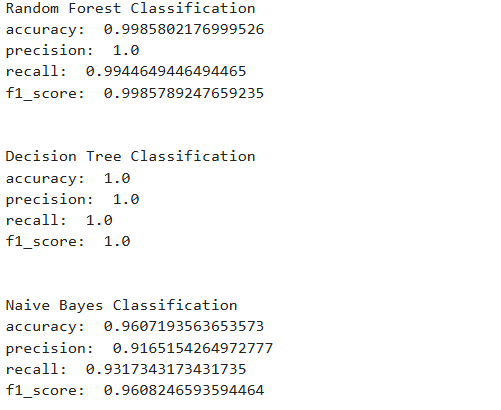 Random Forest Classification
accuracy:  0.9985802176999526
precision:  1.0
recall:  0.9944649446494465
f1_score:  0.9985789247659235
Decision Tree Classification
accuracy:  1.0
precision:  1.0
recall:  1.0
f1_score:  1.0
Naive Bayes Classification
accuracy:  0.9607193563653573
precision:  0.9165154264972777
recall:  0.9317343173431735
f1_score:  0.9608246593594464